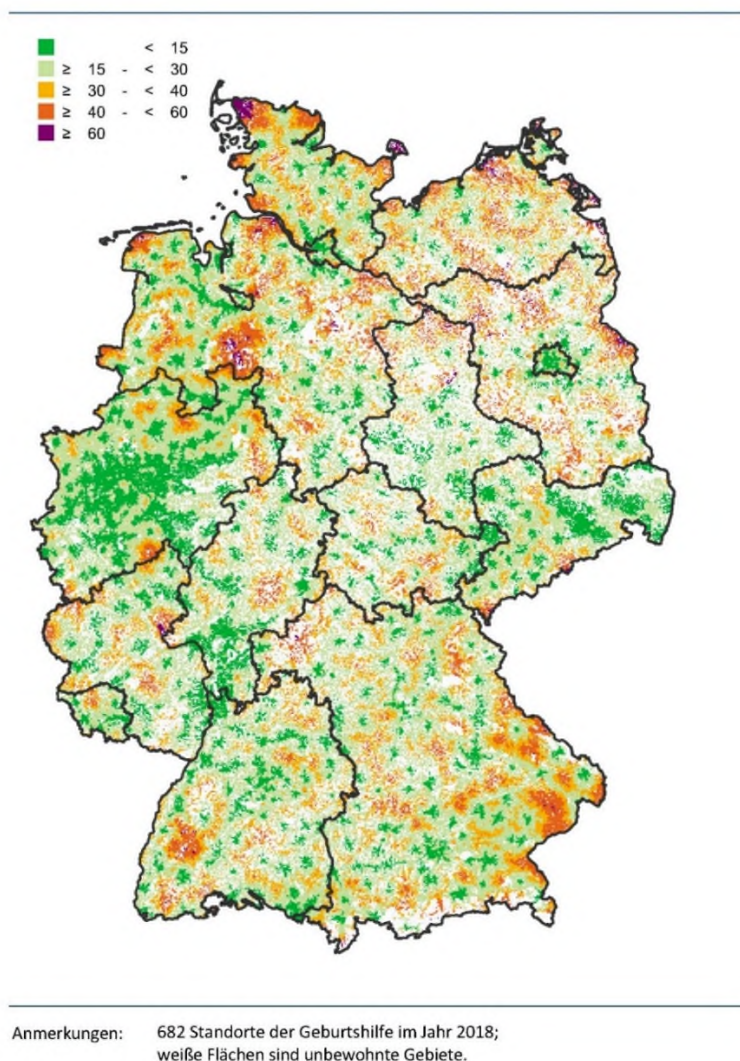 < 15
≥ 15 - < 30
≥ 30 - < 40
≥ 40 - < 60
≥ 60
Anmerkungen: 682 Standorte der Geburtshilfe im Jahr 2018;
weiße Flächen sind unbewohnte Gebiete.